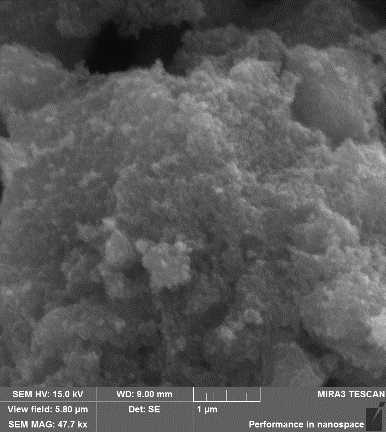 SEM HV: 15.0 kV WD: 9.00 mm MIRA3 TESCAN
View field: 5.80 µm Det: SE 1 µm
SEM MAG: 47.7 kx Performance in nanospace